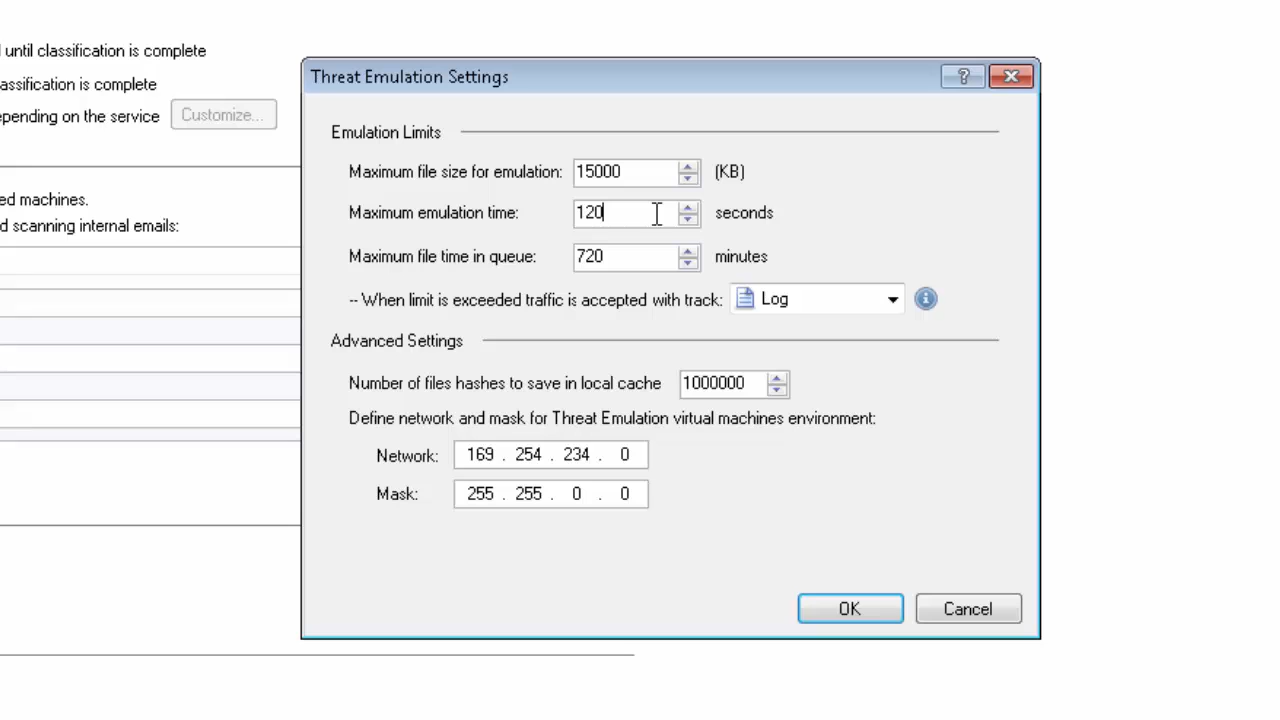 l until classification is complete
lassification is complete
epending on the service Customize...
ed machines.
d scanning internal emails:
Threat Emulation Settings
?
Emulation Limits
Maximum file size for emulation: 15000 (KB)
Maximum emulation time: 120 seconds
Maximum file time in queue: 720 minutes
-- When limit is exceeded traffic is accepted with track: Log
Advanced Settings
Number of files hashes to save in local cache 1000000
Define network and mask for Threat Emulation virtual machines environment:
Network: 169 . 254 . 234 . 0
Mask: 255 . 255 . 0 . 0
OK Cancel